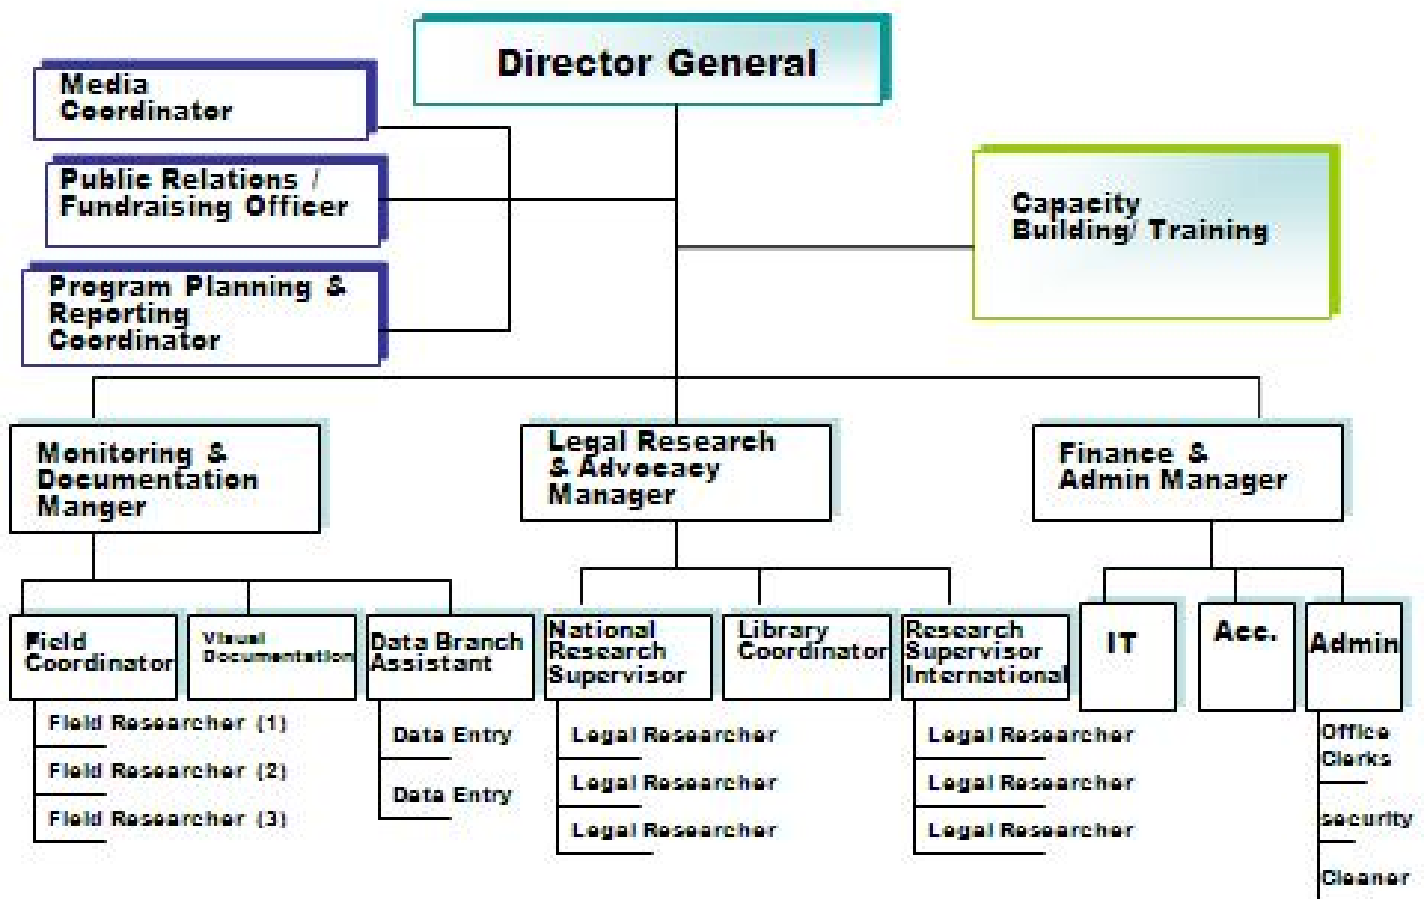 Director General
Media
Coordinator
Public Relations /
Fundraising Officer
Program Planning &
Reporting
Coordinator
Capacity
Building/ Training
Monitoring &
Documentation
Manger
Legal Research
& Advocacy
Manager
Finance &
Admin Manager
Field
Coordinator
Visual
Documentation
Data Branch
Assistant
National
Research
Supervisor
Library
Coordinator
Research
Supervisor
International
IT
Acc.
Admin
Field Researcher (1)
Field Researcher (2)
Field Researcher (3)
Data Entry
Data Entry
Legal Researcher
Legal Researcher
Legal Researcher
Legal Researcher
Legal Researcher
Legal Researcher
Office
Clerks
security
Cleaner